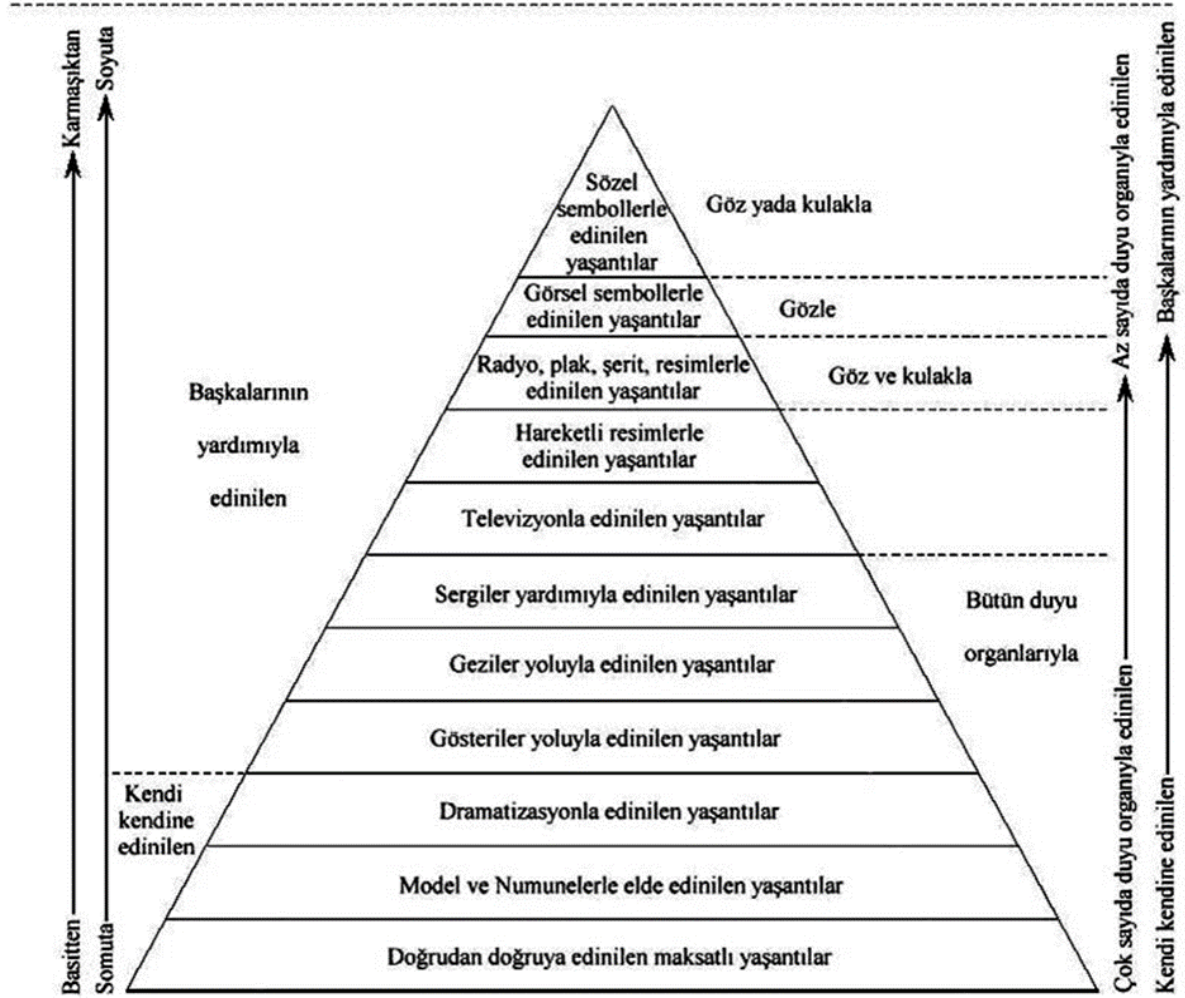 Karmaşıktan
Soyuta
Basitten
Somuta
Başkalarının
yardımıyla
edinilen
Kendi
kendine
edinilen
Sözel
sembollerle
edinilen
yaşantılar
Görsel sembollerle
edinilen yaşantılar
Radyo, plak, şerit, resimlerle
edinilen yaşantılar
Hareketli resimlerle
edinilen yaşantılar
Televizyonla edinilen yaşantılar
Sergiler yardımıyla edinilen yaşantılar
Geziler yoluyla edinilen yaşantılar
Gösteriler yoluyla edinilen yaşantılar
Dramatizasyonla edinilen yaşantılar
Model ve Numunelerle elde edinilen yaşantılar
Doğrudan doğruya edinilen maksatlı yaşantılar
Göz yada kulakla
Gözle
Göz ve kulakla
Bütün duyu
organlarıyla
Az sayıda duyu organıyla edinilen
Çok sayıda duyu organıyla edinilen
Başkalarının yardımıyla edinilen
Kendi kendine edinilen